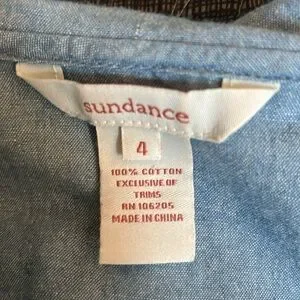 sundance
4
100% COTTON
EXCLUSIVE OF
TRIMS
RN 106205
MADE IN CHINA